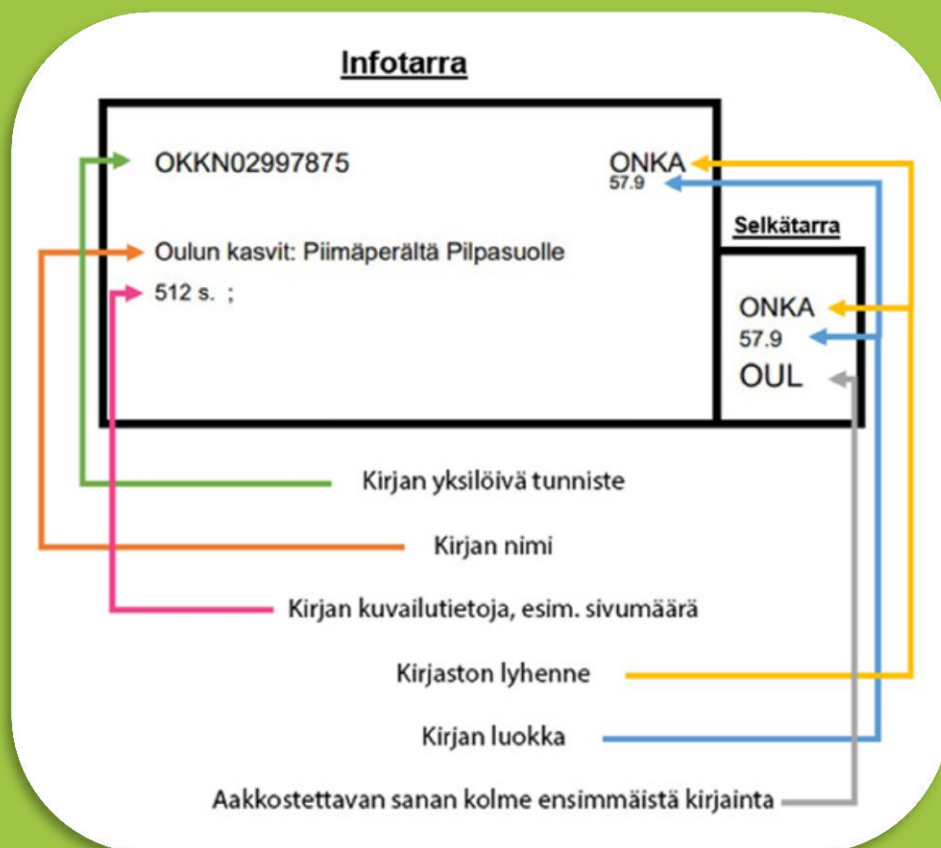 Infotarra
OKKN02997875
ONKA
57.9
Oulun kasvit: Piimäperältä Pilpasuolle
512 s. ;
Selkätarra
ONKA
57.9
OUL
Kirjan yksilöivä tunniste
Kirjan nimi
Kirjan kuvailutietoja, esim. sivumäärä
Kirjaston lyhenne
Kirjan luokka
Aakkostettavan sanan kolme ensimmäistä kirjainta